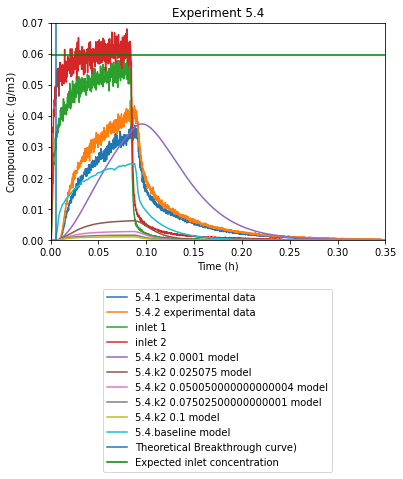 Experiment 5.4
Compound conc. (g/m3)
0.07
0.06
0.05
0.04
0.03
0.02
0.01
0.00
0.00 0.05 0.10 0.15 0.20 0.25 0.30 0.35
Time (h)
5.4.1 experimental data
5.4.2 experimental data
inlet 1
inlet 2
5.4.k2 0.0001 model
5.4.k2 0.025075 model
5.4.k2 0.050050000000000004 model
5.4.k2 0.07502500000000001 model
5.4.k2 0.1 model
5.4.baseline model
Theoretical Breakthrough curve)
Expected inlet concentration